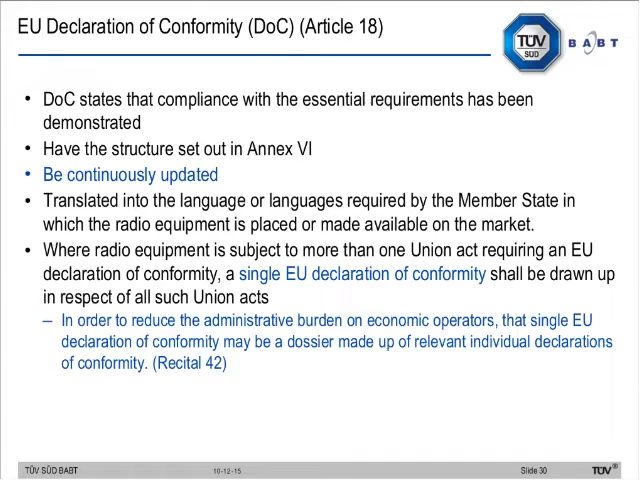 EU Declaration of Conformity (DoC) (Article 18)
TÜV
SÜD
BABT
• DoC states that compliance with the essential requirements has been
demonstrated
• Have the structure set out in Annex VI
• Be continuously updated
• Translated into the language or languages required by the Member State in
which the radio equipment is placed or made available on the market.
• Where radio equipment is subject to more than one Union act requiring an EU
declaration of conformity, a single EU declaration of conformity shall be drawn up
in respect of all such Union acts
– In order to reduce the administrative burden on economic operators, that single EU
declaration of conformity may be a dossier made up of relevant individual declarations
of conformity. (Recital 42)
TÜV SÜD BABT
16-12-15
Slide 30
TÜV®